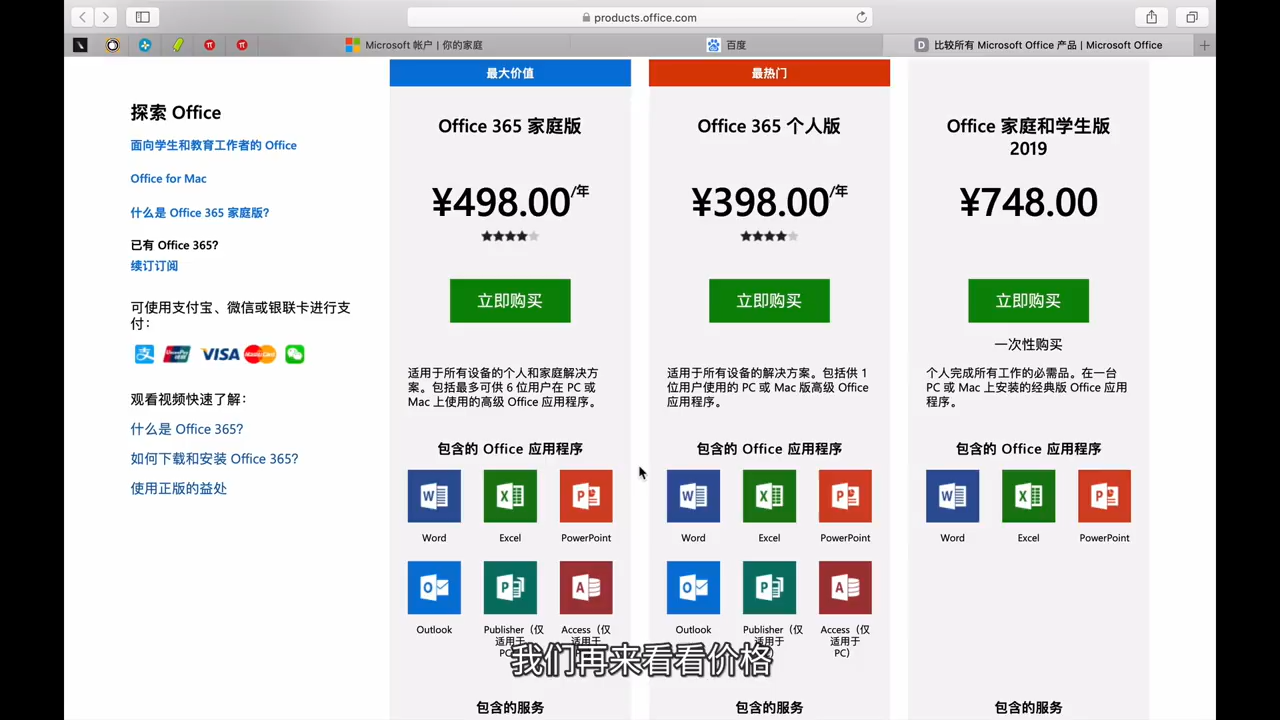 products.office.com
Microsoft 帐户 | 你的家庭
百度
比较所有 Microsoft Office 产品 | Microsoft Office
探索 Office
面向学生和教育工作者的 Office
Office for Mac
什么是 Office 365 家庭版?
已有 Office 365?
续订订阅
可使用支付宝、微信或银联卡进行支
付：
支 UnionPay 银联 VISA MasterCard
观看视频快速了解：
什么是 Office 365?
如何下载和安装 Office 365?
使用正版的益处
最大价值
Office 365 家庭版
¥498.00/年
立即购买
适用于所有设备的个人和家庭解决方
案。包括最多可供 6 位用户在 PC 或
Mac 上使用的高级 Office 应用程序。
包含的 Office 应用程序
Word Excel PowerPoint
Outlook Publisher（仅 Access（仅
适用于 适用于
PC)
包含的服务
最热门
Office 365 个人版
¥398.00/年
立即购买
适用于所有设备的解决方案。包括供 1
位用户使用的 PC 或 Mac 版高级 Office
应用程序。
包含的 Office 应用程序
Word Excel PowerPoint
Outlook Publisher（仅 Access（仅
适用于 适用于
PC) PC)
包含的服务
Office 家庭和学生版
2019
¥748.00
立即购买
一次性购买
个人完成所有工作的必需品。在一台
PC 或 Mac 上安装的经典版 Office 应用
程序。
包含的 Office 应用程序
Word Excel PowerPoint
包含的服务
我们再来看看价格